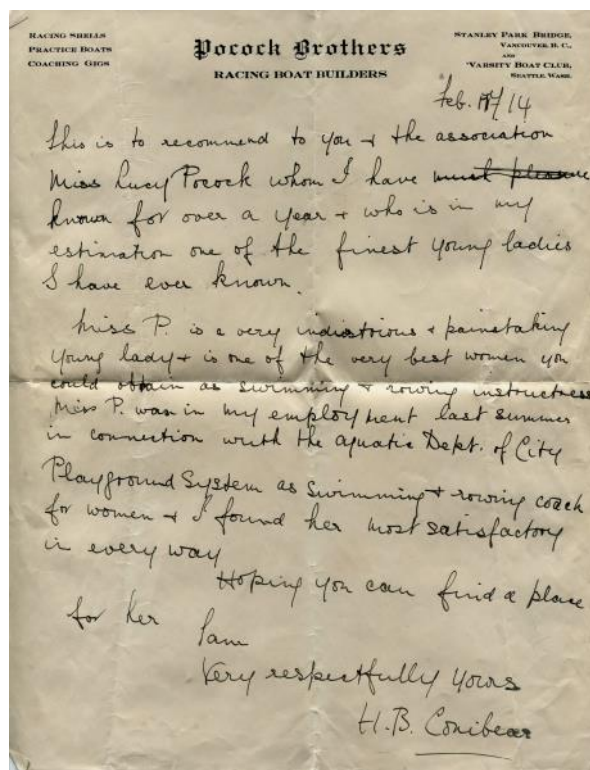 RACING SHELLS
PRACTICE BOATS
COACHING GIGS
Pocock Brothers
RACING BOAT BUILDERS
STANLEY PARK BRIDGE,
VANCOUVER, B. C.,
AND
'VARSITY BOAT CLUB,
SEATTLE, WASH.
Feb. /14
This is to recommend to you + the association
Miss Lucy Pocock whom I have
known for over a year + who is in my
estimation one of the finest young ladies
I have ever known.
Miss P. is a very industrious + painstaking
young lady + is one of the very best women you
could obtain as swimming + rowing instructress
Miss P. was in my employment last summer
in connection with the aquatic Dept. of City
Playground System as swimming + rowing coach
for women + I found her most satisfactory
in every way
Hoping you can find a place
for her
I am
Very respectfully yours
H.B. Conibear